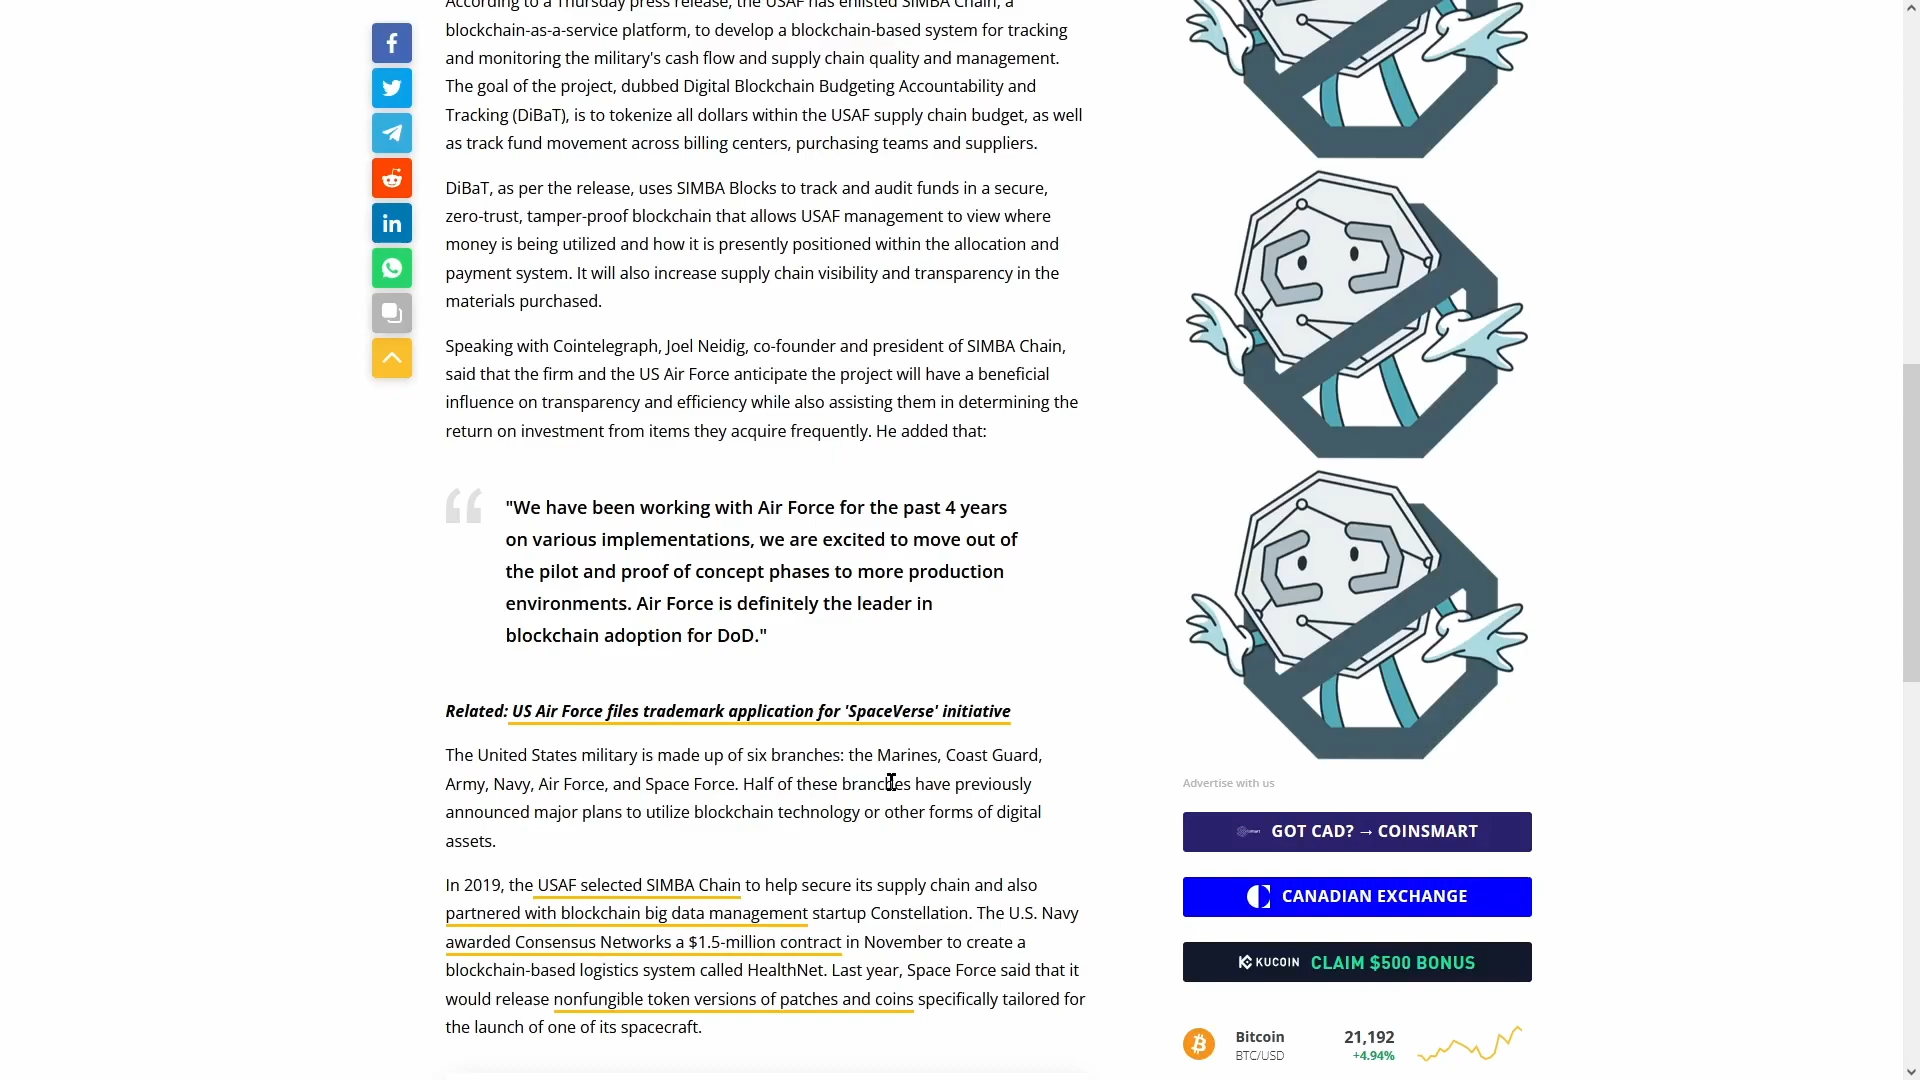 According to a Thursday press release, the USAF has enlisted SIMBA Chain, a
blockchain-as-a-service platform, to develop a blockchain-based system for tracking
and monitoring the military's cash flow and supply chain quality and management.
The goal of the project, dubbed Digital Blockchain Budgeting Accountability and
Tracking (DiBaT), is to tokenize all dollars within the USAF supply chain budget, as well
as track fund movement across billing centers, purchasing teams and suppliers.
DiBaT, as per the release, uses SIMBA Blocks to track and audit funds in a secure,
zero-trust, tamper-proof blockchain that allows USAF management to view where
money is being utilized and how it is presently positioned within the allocation and
payment system. It will also increase supply chain visibility and transparency in the
materials purchased.
Speaking with Cointelegraph, Joel Neidig, co-founder and president of SIMBA Chain,
said that the firm and the US Air Force anticipate the project will have a beneficial
influence on transparency and efficiency while also assisting them in determining the
return on investment from items they acquire frequently. He added that:
"We have been working with Air Force for the past 4 years
on various implementations, we are excited to move out of
the pilot and proof of concept phases to more production
environments. Air Force is definitely the leader in
blockchain adoption for DoD."
Related: US Air Force files trademark application for 'SpaceVerse' initiative
The United States military is made up of six branches: the Marines, Coast Guard,
Army, Navy, Air Force, and Space Force. Half of these branches have previously
announced major plans to utilize blockchain technology or other forms of digital
assets.
In 2019, the USAF selected SIMBA Chain to help secure its supply chain and also
partnered with blockchain big data management startup Constellation. The U.S. Navy
awarded Consensus Networks a $1.5-million contract in November to create a
blockchain-based logistics system called HealthNet. Last year, Space Force said that it
would release nonfungible token versions of patches and coins specifically tailored for
the launch of one of its spacecraft.
Advertise with us
GOT CAD? → COINSMART
CANADIAN EXCHANGE
KUCOIN CLAIM $500 BONUS
Bitcoin 21,192
BTC/USD +4.94%